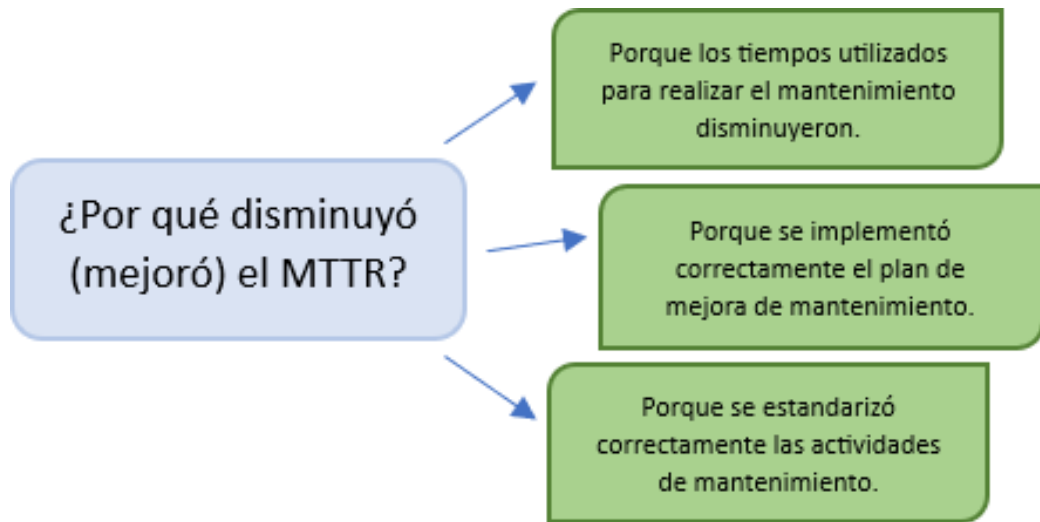 ¿Por qué disminuyó
(mejoró) el MTTR?
Porque los tiempos utilizados
para realizar el mantenimiento
disminuyeron.
Porque se implementó
correctamente el plan de
mejora de mantenimiento.
Porque se estandarizó
correctamente las actividades
de mantenimiento.